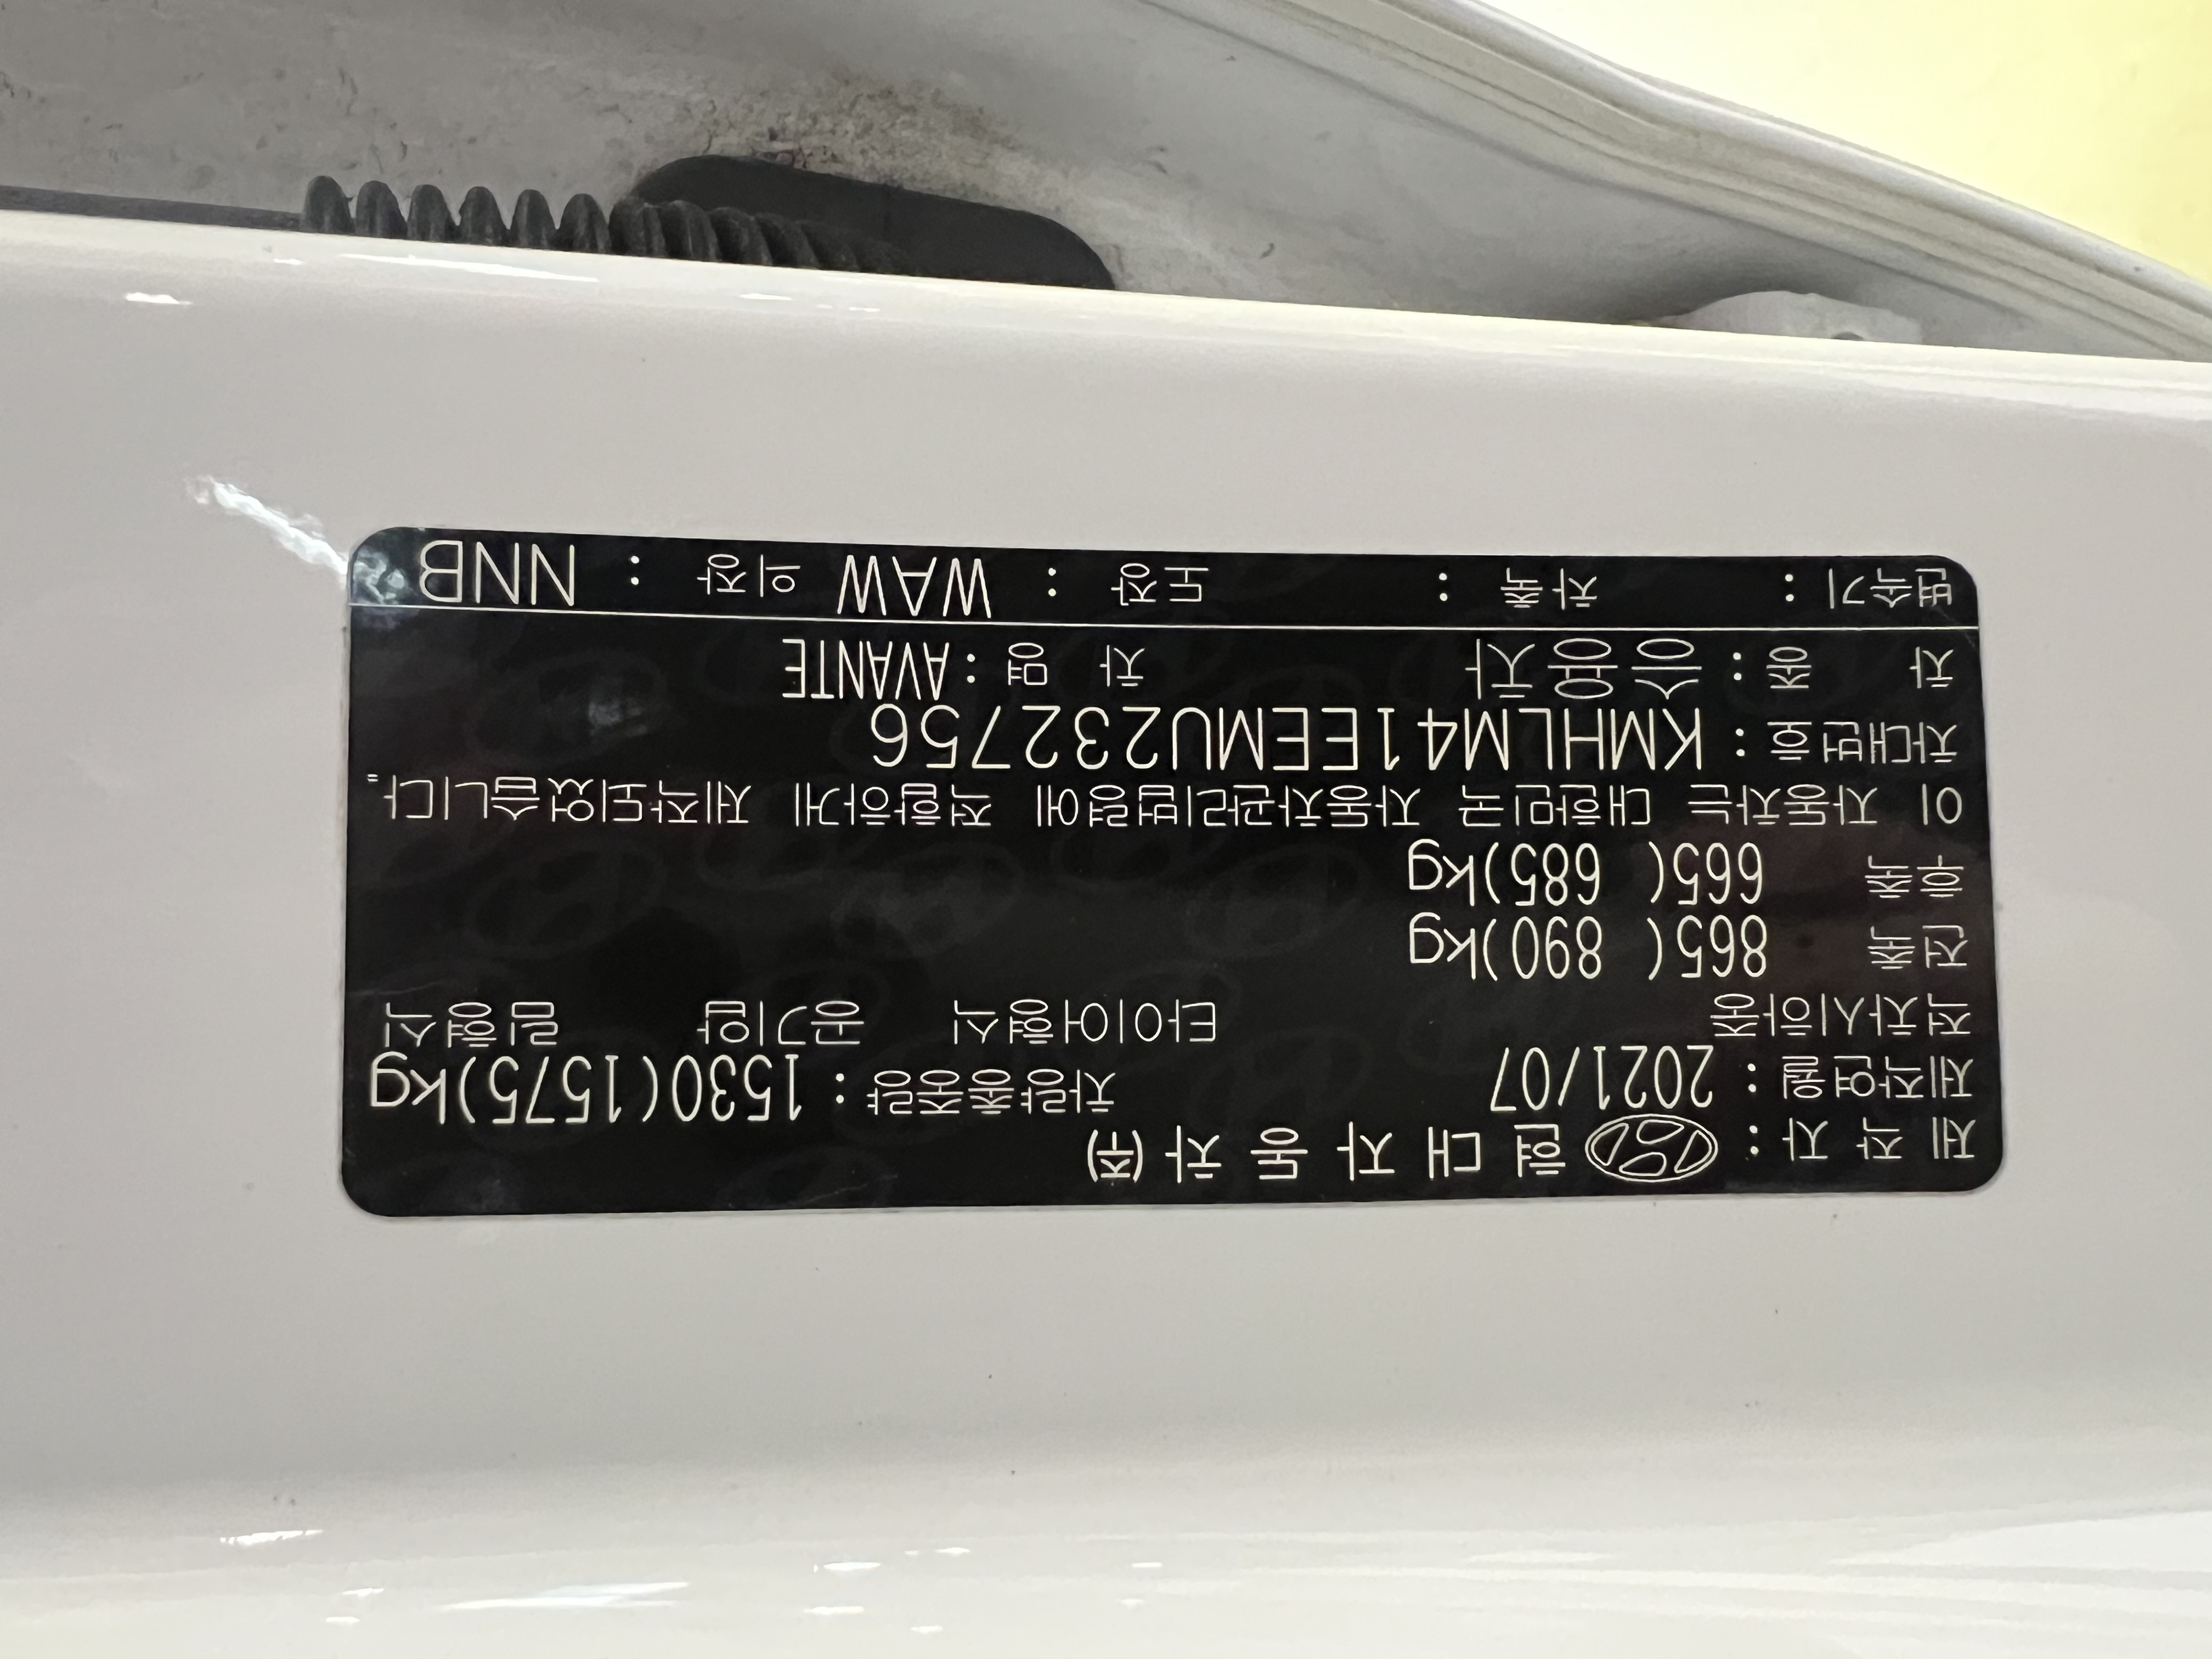 제 작 자 : 현 대 자 동 차 (주)
제작연월 : 2021/07 차량총중량 : 1530(1575)kg
적차시하중 타이어형식 공기압 림형식
전 축 865( 890)kg
후 축 665( 685)kg
이 자동차는 대한민국 자동차관리법령에 적합하게 제작되었습니다.
차대번호 : KMHLM41EEMU232756
차 종 : 승용차 차 명 : AVANTE
변속기 : 차축 : 도장 : WAW 의장 : NNB